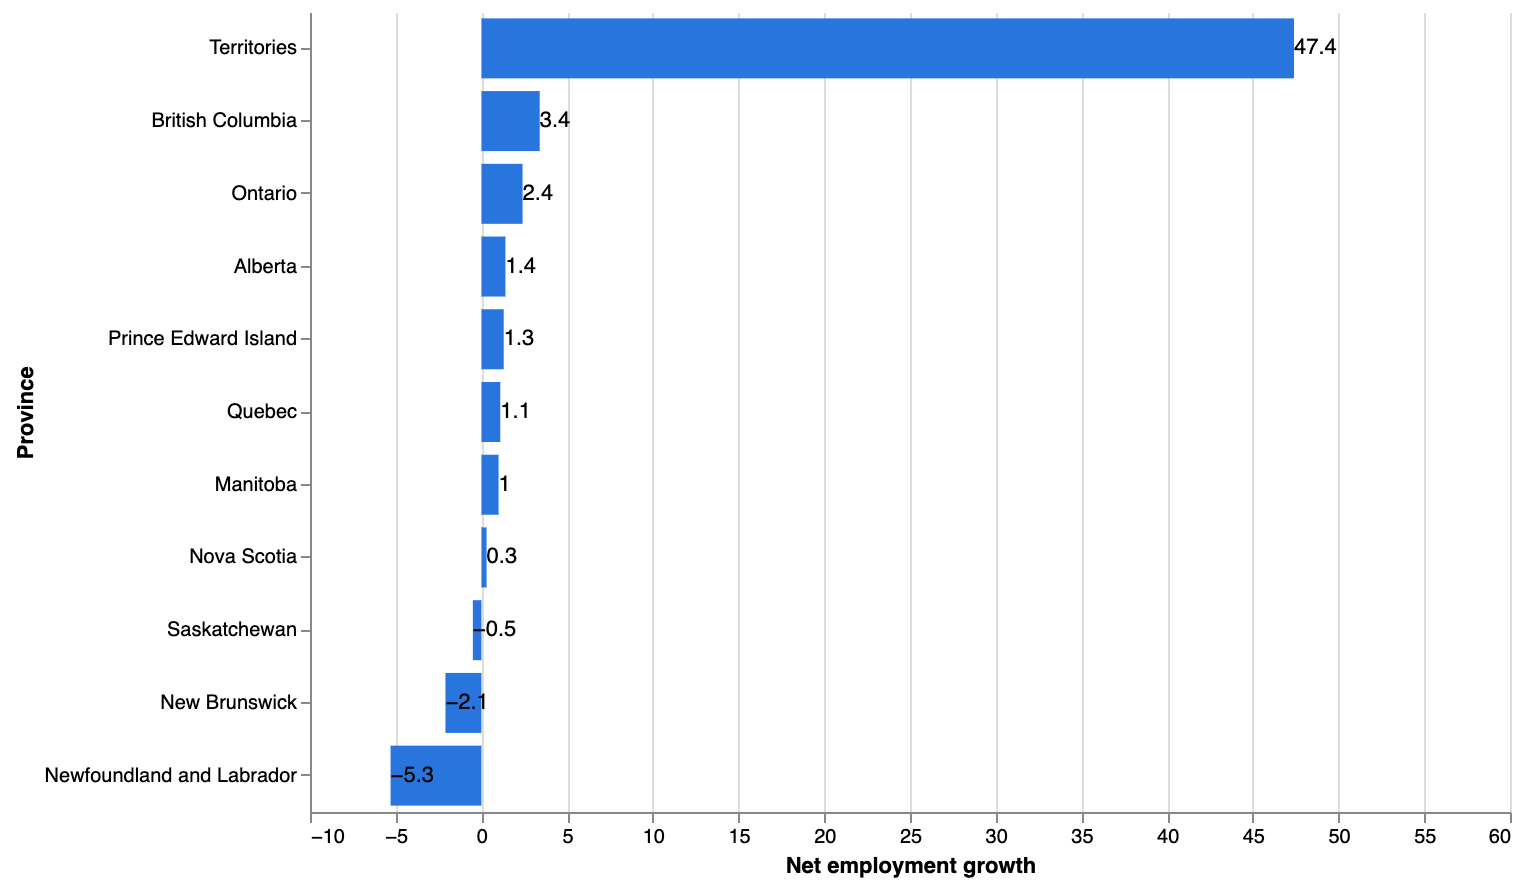 Territories 47.4
British Columbia 3.4
Ontario 2.4
Alberta 1.4
Prince Edward Island 1.3
Quebec 1.1
Manitoba 1
Nova Scotia 0.3
Saskatchewan −0.5
New Brunswick −2.1
Newfoundland and Labrador −5.3
Province
−10 −5 0 5 10 15 20 25 30 35 40 45 50 55 60
Net employment growth